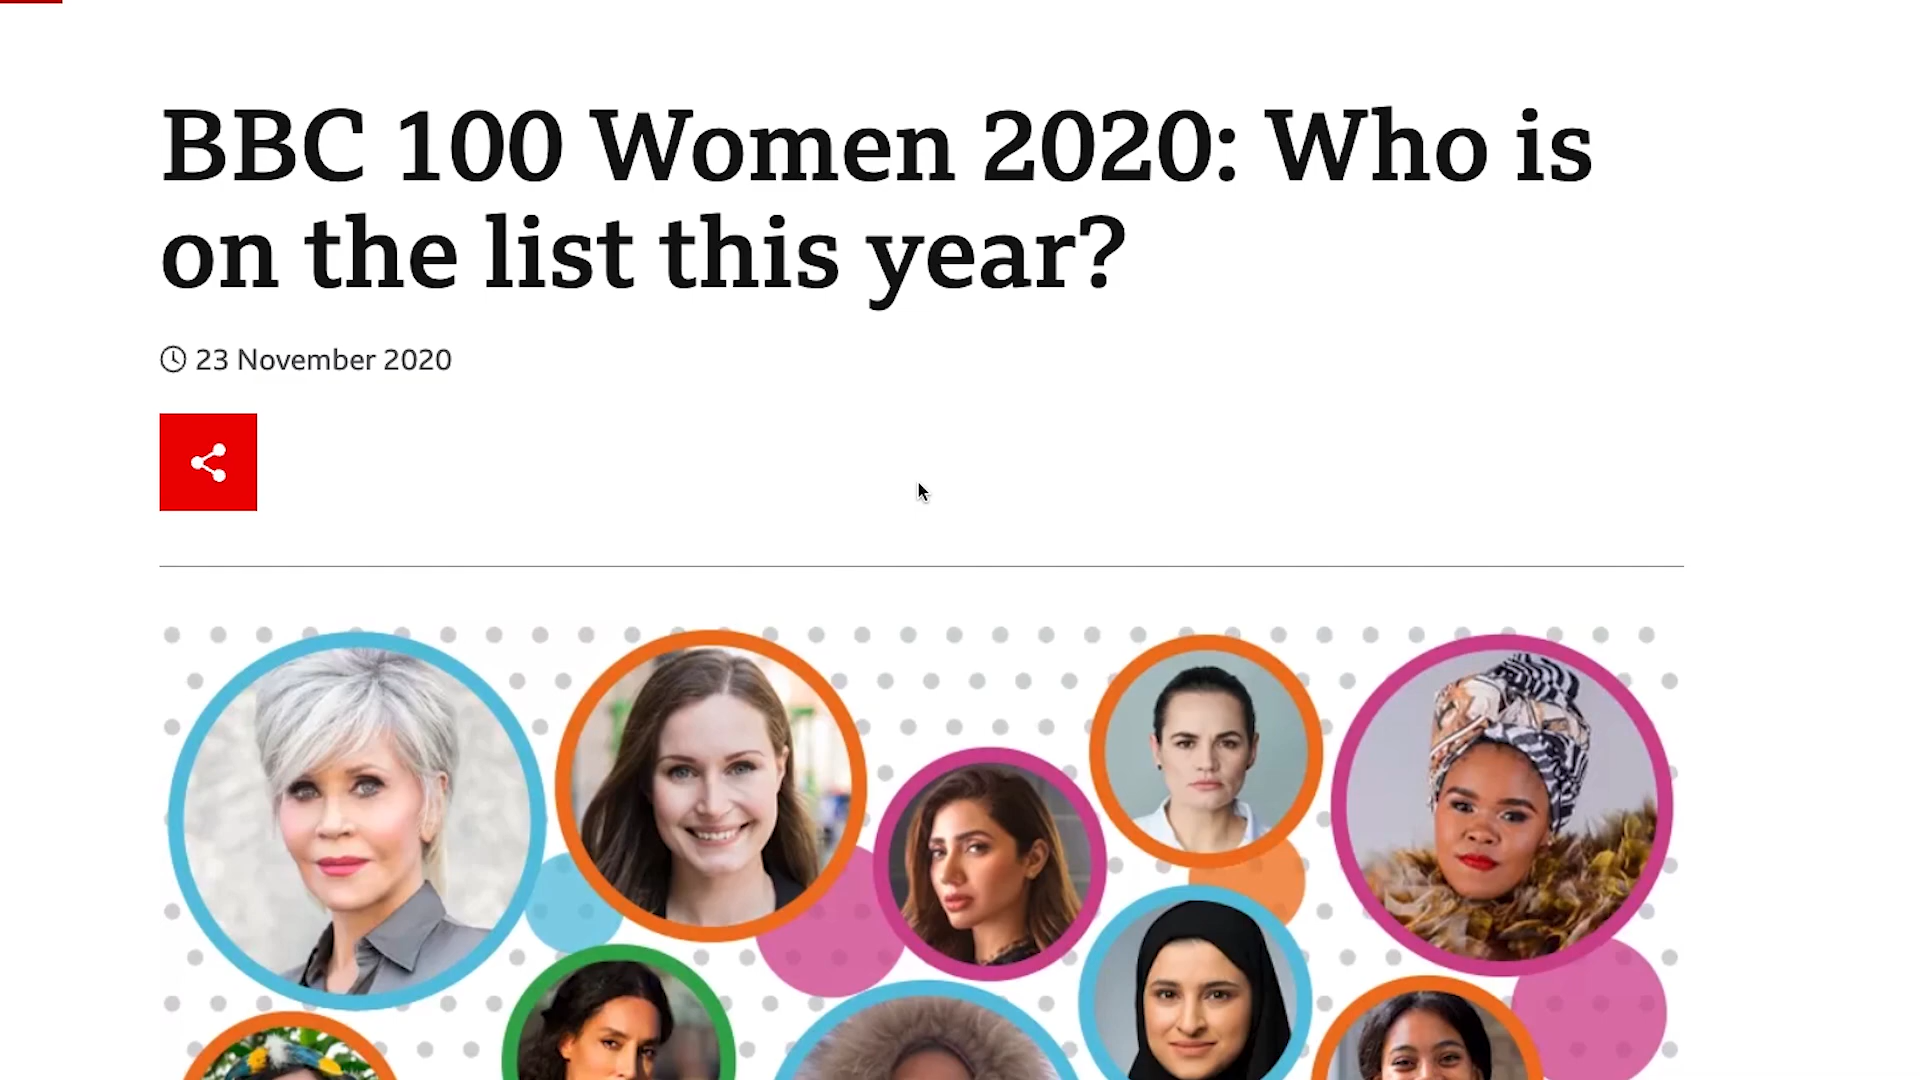 BBC 100 Women 2020: Who is
on the list this year?
23 November 2020